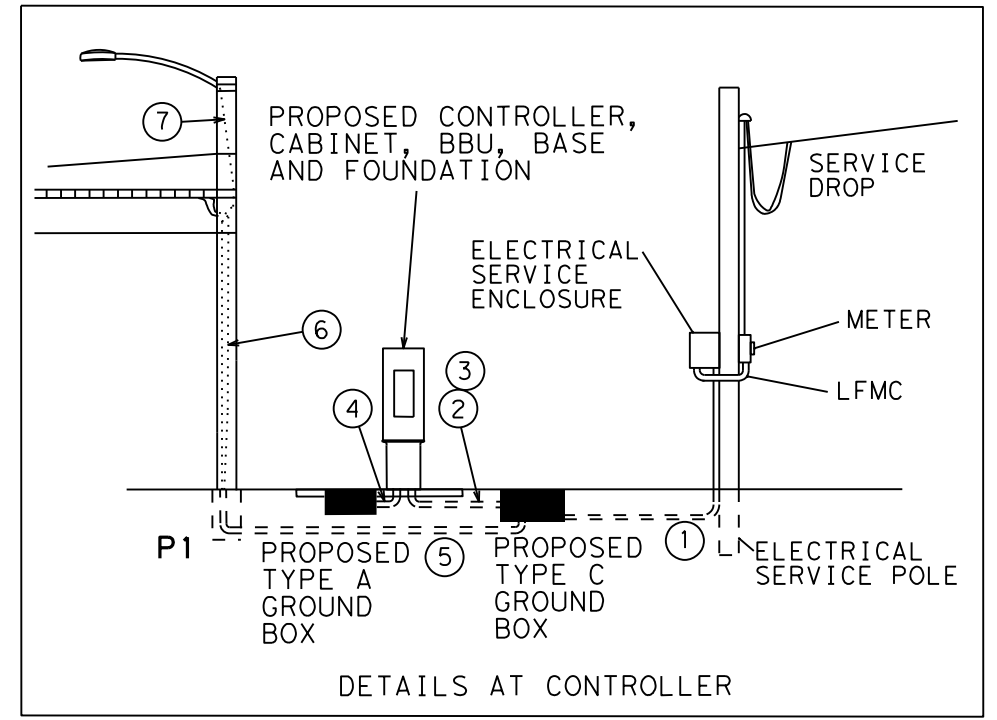 7
PROPOSED CONTROLLER,
CABINET, BBU, BASE
AND FOUNDATION
SERVICE
DROP
ELECTRICAL
SERVICE
ENCLOSURE
METER
6
3
LFMC
4
2
P1
PROPOSED
TYPE A
GROUND
BOX
5
PROPOSED
TYPE C
GROUND
BOX
1
ELECTRICAL
SERVICE POLE
DETAILS AT CONTROLLER